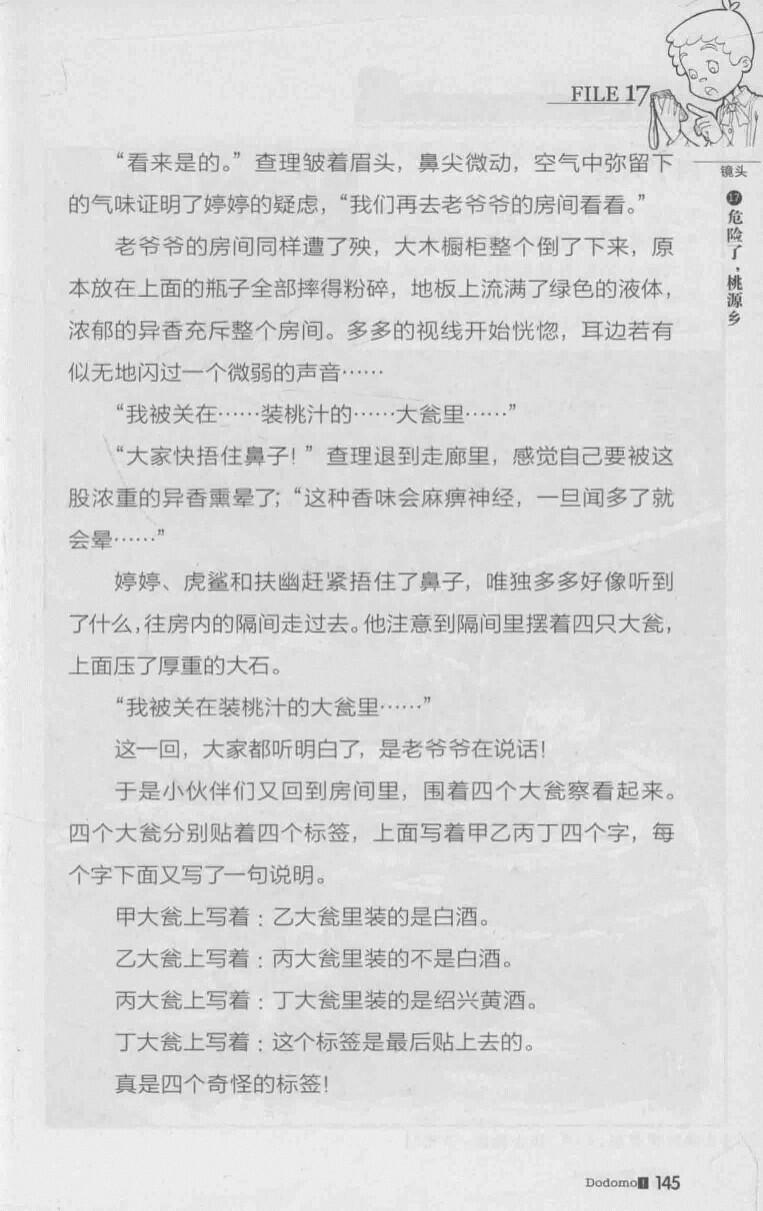 FILE 17
镜头
⑰危险了，桃源乡
“看来是的。”查理皱着眉头，鼻尖微动，空气中弥留下
的气味证明了婷婷的疑虑，“我们再去老爷爷的房间看看。”
老爷爷的房间同样遭了殃，大木橱柜整个倒了下来，原
本放在上面的瓶子全部摔得粉碎，地板上流满了绿色的液体，
浓郁的异香充斥整个房间。多多的视线开始恍惚，耳边若有
似无地闪过一个微弱的声音……
“我被关在……装桃汁的……大瓮里……”
“大家快捂住鼻子！”查理退到走廊里，感觉自己要被这
股浓重的异香熏晕了；“这种香味会麻痹神经，一旦闻多了就
会晕……”
婷婷、虎鲨和扶幽赶紧捂住了鼻子，唯独多多好像听到
了什么，往房内的隔间走过去。他注意到隔间里摆着四只大瓮，
上面压了厚重的大石。
“我被关在装桃汁的大瓮里……”
这一回，大家都听明白了，是老爷爷在说话！
于是小伙伴们又回到房间里，围着四个大瓮察看起来。
四个大瓮分别贴着四个标签，上面写着甲乙丙丁四个字，每
个字下面又写了一句说明。
甲大瓮上写着：乙大瓮里装的是白酒。
乙大瓮上写着：丙大瓮里装的不是白酒。
丙大瓮上写着：丁大瓮里装的是绍兴黄酒。
丁大瓮上写着：这个标签是最后贴上去的。
真是四个奇怪的标签！
Dodomo 1 145